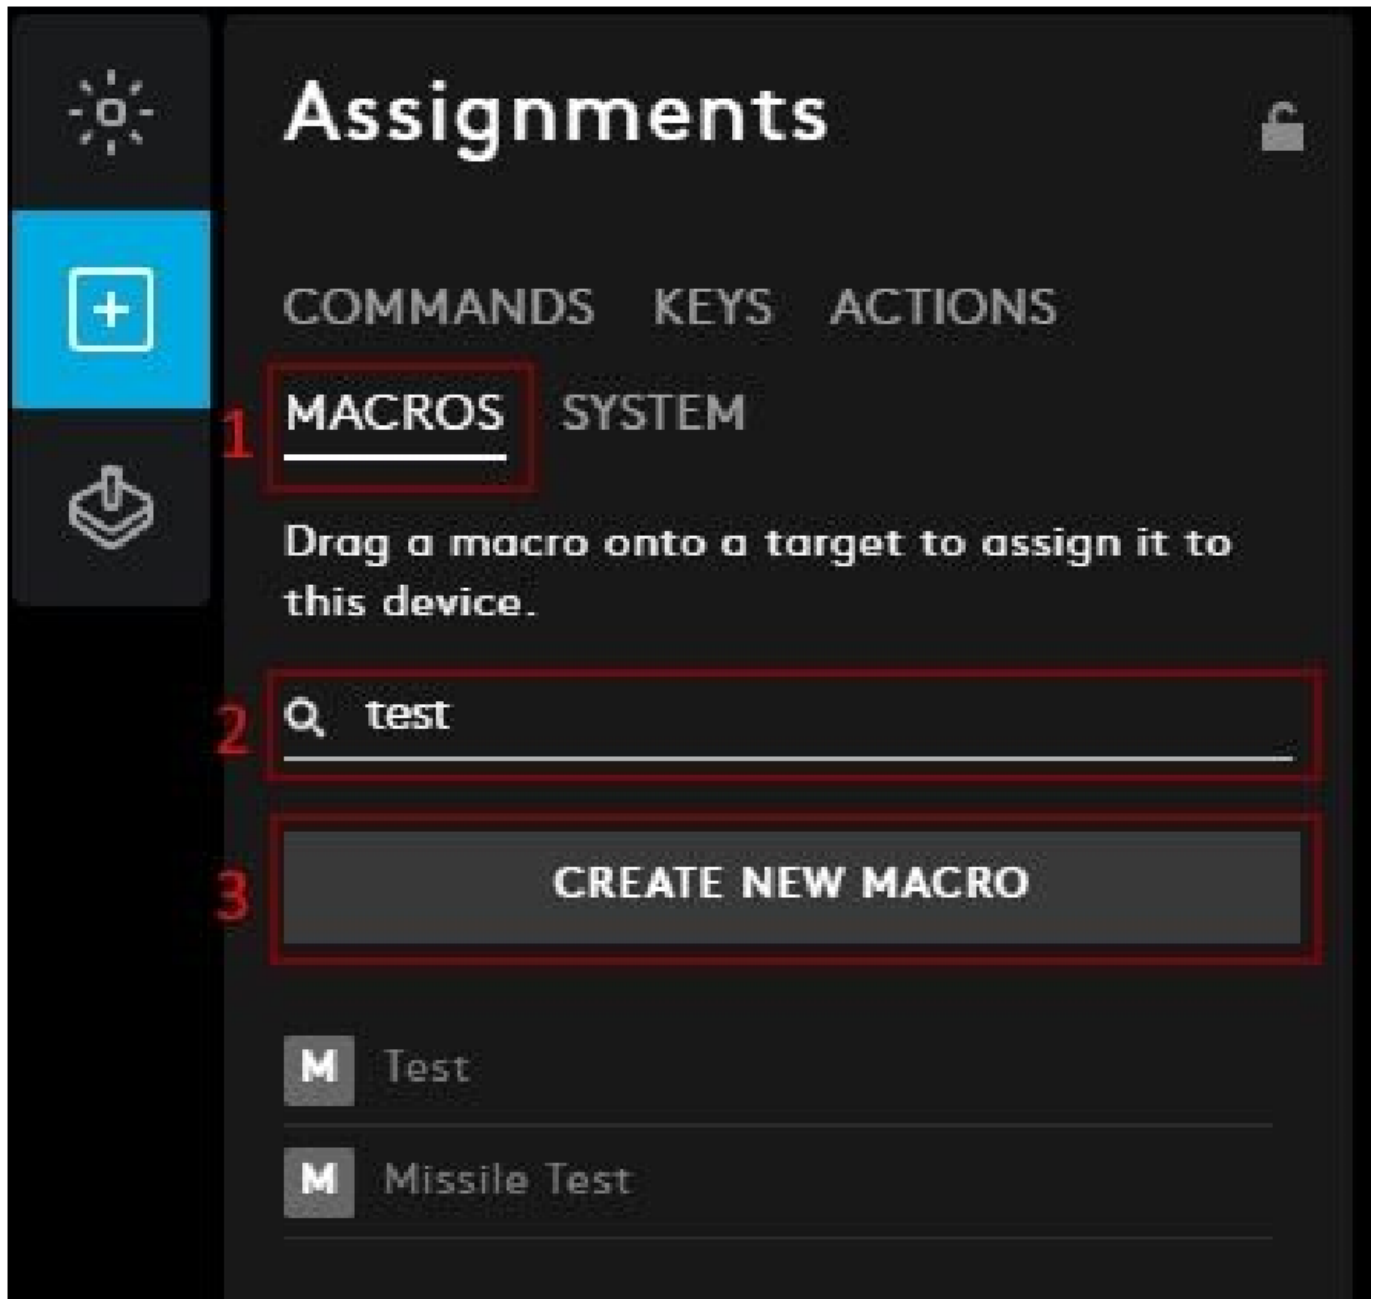 Assignments
COMMANDS KEYS ACTIONS
1 MACROS SYSTEM
Drag a macro onto a target to assign it to
this device.
2 test
3 CREATE NEW MACRO
M Test
M Missile Test